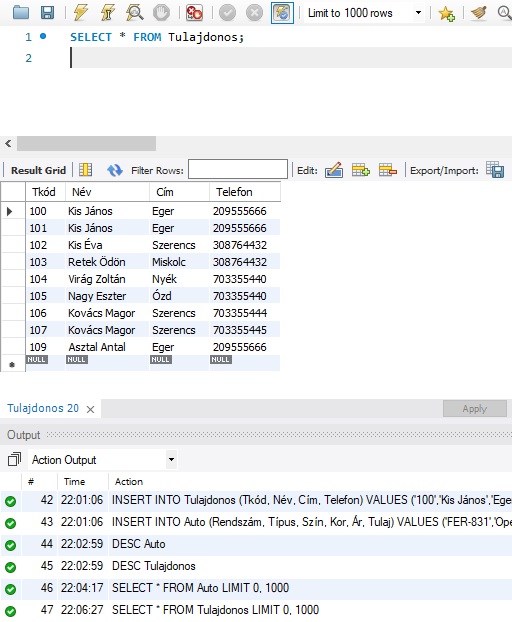 Limit to 1000 rows
1 SELECT * FROM Tulajdonos;
2
Result Grid Filter Rows: Edit: Export/Import:
Tkód Név Cím Telefon
100 Kis János Eger 209555666
101 Kis János Eger 209555666
102 Kis Éva Szerencs 308764432
103 Retek Ödön Miskolc 308764432
104 Virág Zoltán Nyék 703355440
105 Nagy Eszter Ózd 703355440
106 Kovács Magor Szerencs 703355444
107 Kovács Magor Szerencs 703355445
109 Asztal Antal Eger 209555666
NULL NULL NULL NULL
Tulajdonos 20 Apply
Output
Action Output
# Time Action
42 22:01:06 INSERT INTO Tulajdonos (Tkód, Név, Cím, Telefon) VALUES ('100','Kis János','Ege
43 22:01:06 INSERT INTO Auto (Rendszám, Típus, Szín, Kor, Ár, Tulaj) VALUES ('FER-831','Ope
44 22:02:59 DESC Auto
45 22:02:59 DESC Tulajdonos
46 22:04:17 SELECT * FROM Auto LIMIT 0, 1000
47 22:06:27 SELECT * FROM Tulajdonos LIMIT 0, 1000